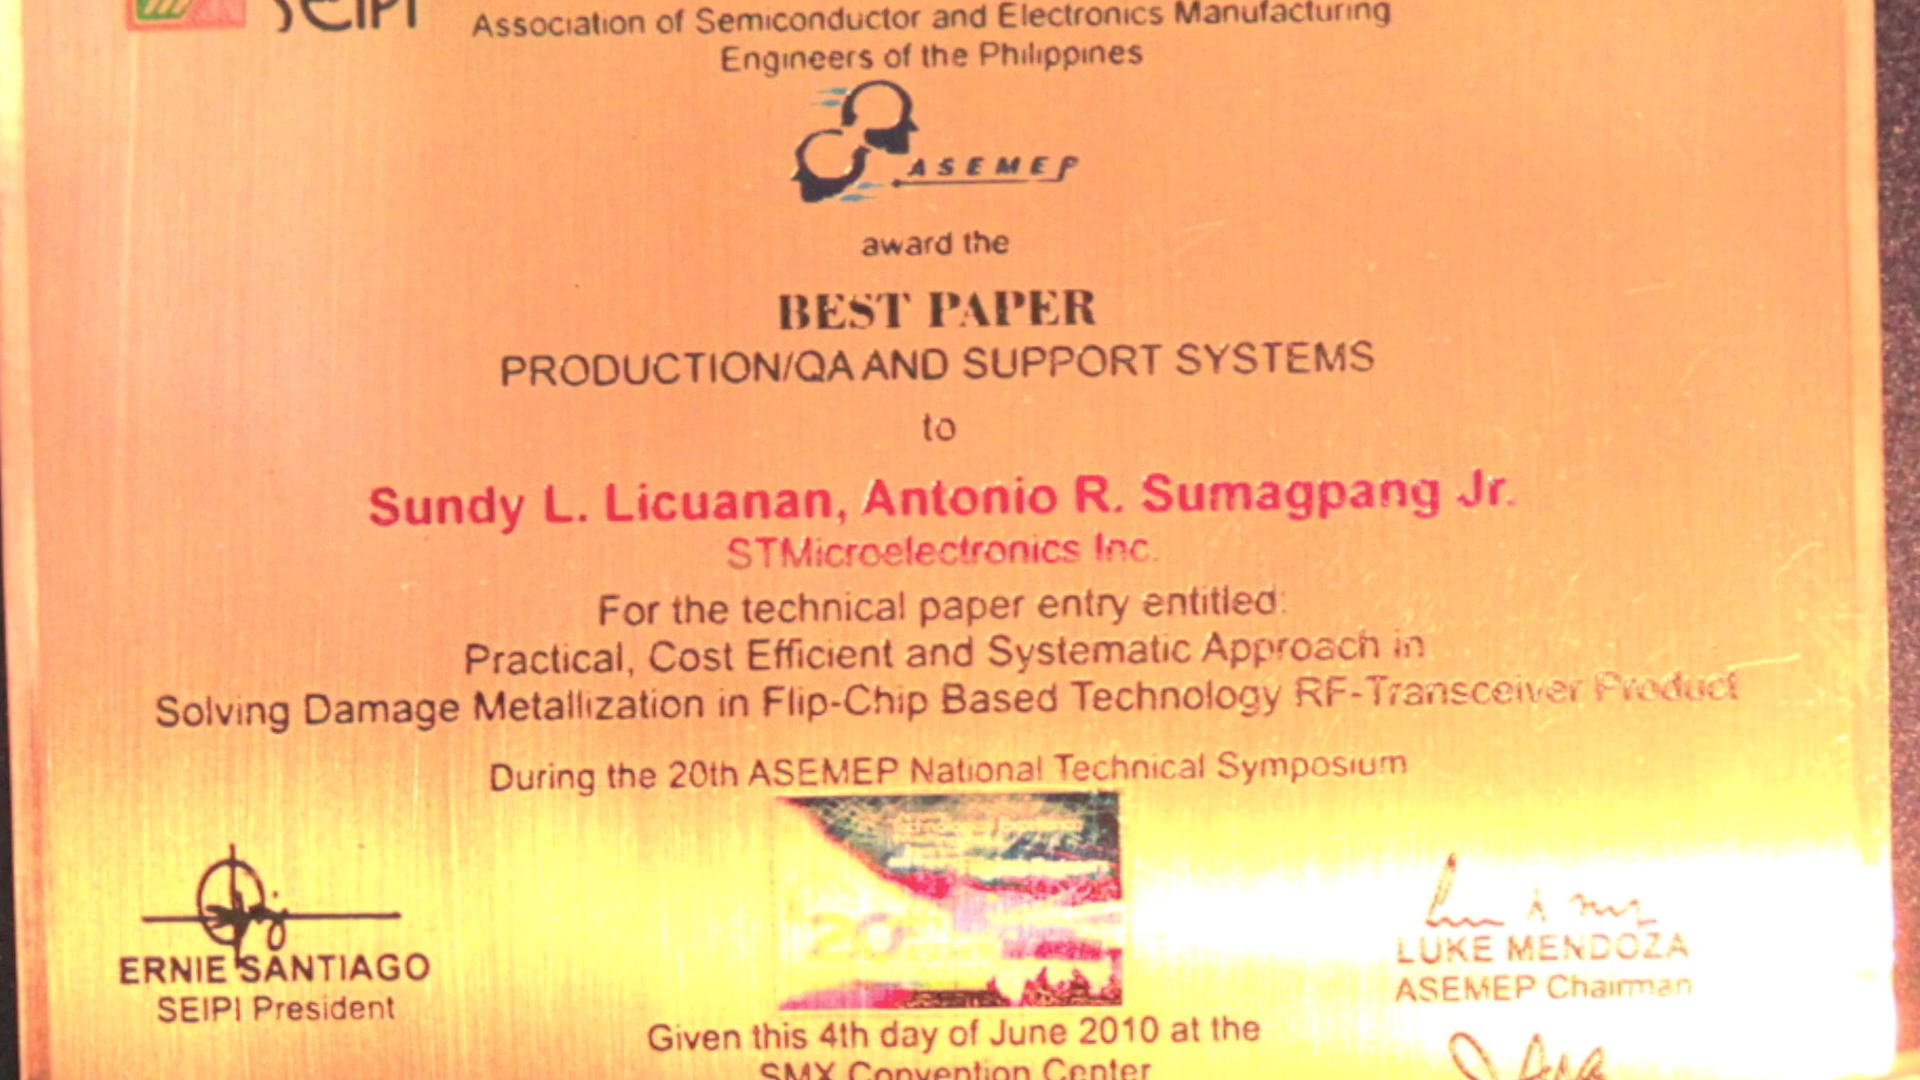 SEIPI
Association of Semiconductor and Electronics Manufacturing
Engineers of the Philippines
ASEMEP
award the
BEST PAPER
PRODUCTION/QA AND SUPPORT SYSTEMS
to
Sundy L. Licuanan, Antonio R. Sumagpang Jr.
STMicroelectronics Inc.
For the technical paper entry entitled:
Practical, Cost Efficient and Systematic Approach in
Solving Damage Metallization in Flip-Chip Based Technology RF-Transceiver Product
During the 20th ASEMEP National Technical Symposium
20
ERNIE SANTIAGO
SEIPI President
LUKE MENDOZA
ASEMEP Chairman
Given this 4th day of June 2010 at the
SMX Convention Center